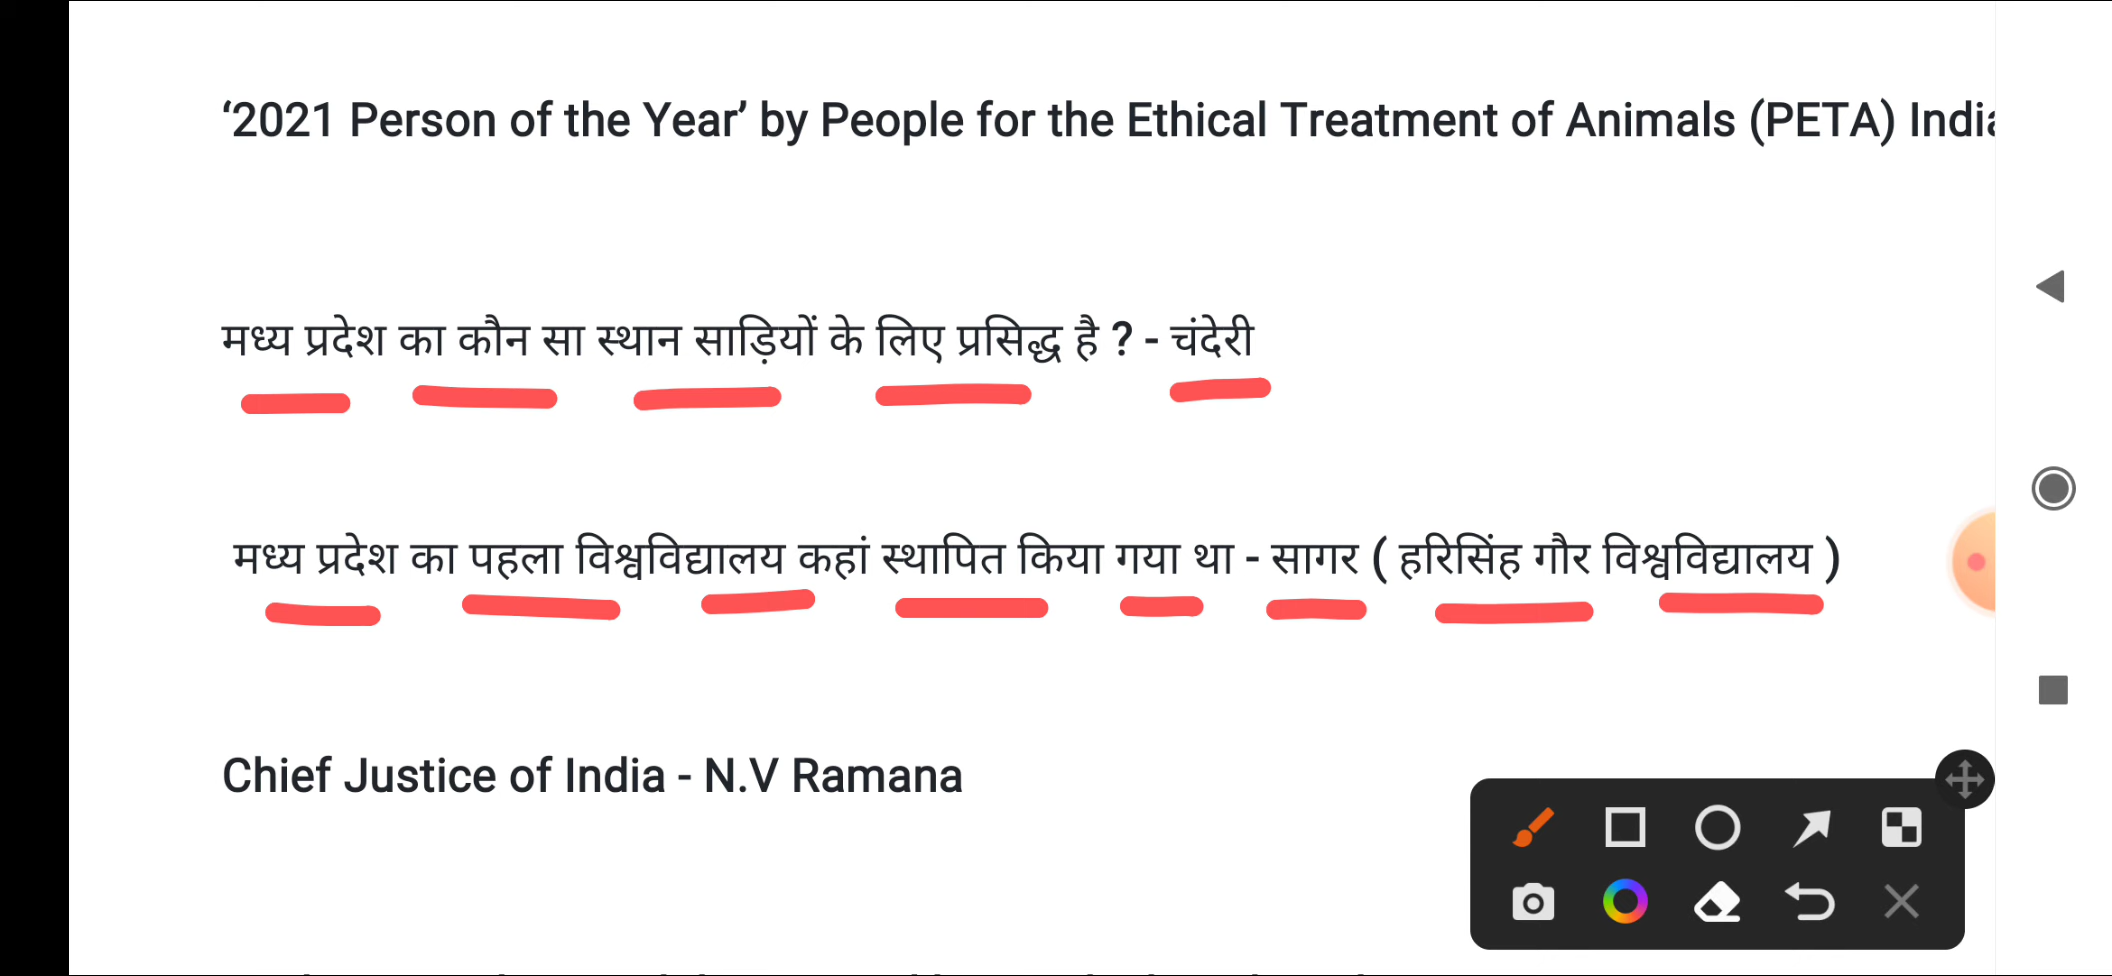 ‘2021 Person of the Year’ by People for the Ethical Treatment of Animals (PETA) India
मध्य प्रदेश का कौन सा स्थान साड़ियों के लिए प्रसिद्ध है ? - चंदेरी
मध्य प्रदेश का पहला विश्वविद्यालय कहां स्थापित किया गया था - सागर ( हरिसिंह गौर विश्वविद्यालय )
Chief Justice of India - N.V Ramana